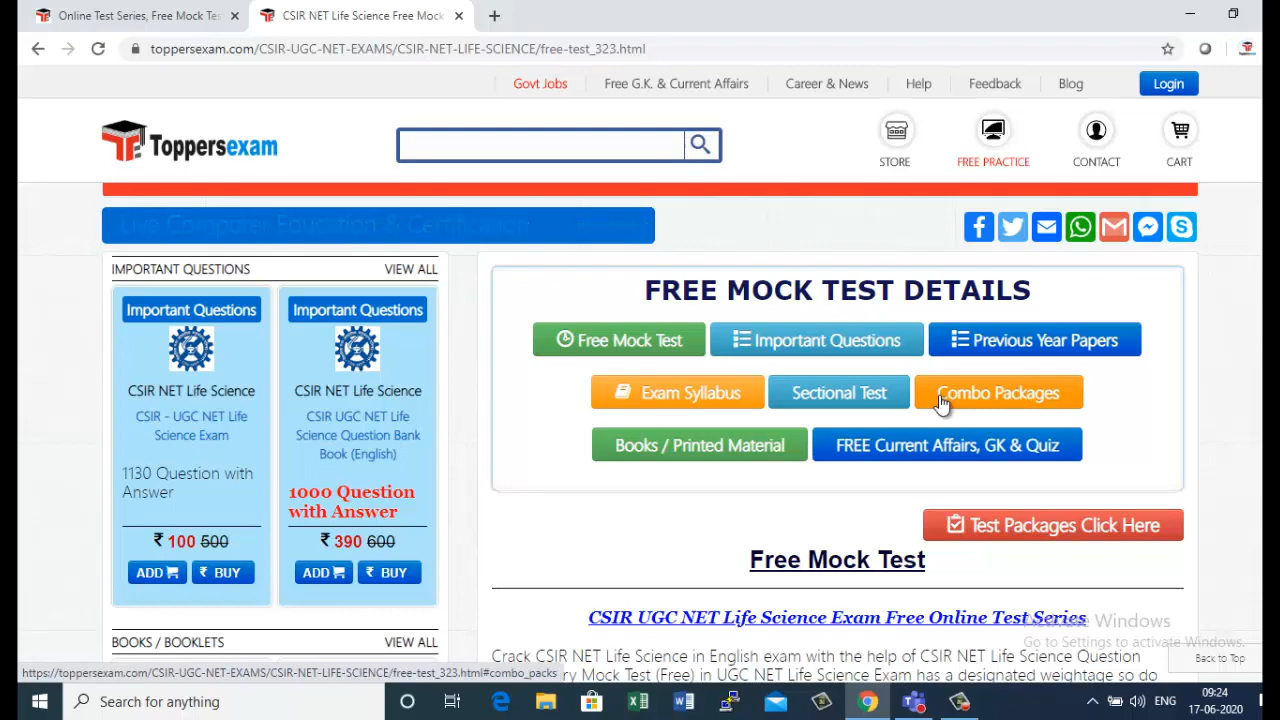 Online Test Series, Free Mock Tes
CSIR NET Life Science Free Mock
toppersexam.com/CSIR-UGC-NET-EXAMS/CSIR-NET-LIFE-SCIENCE/free-test_323.html
Govt Jobs
Free G.K. & Current Affairs
Career & News
Help
Feedback
Blog
Login
Toppersexam
STORE
FREE PRACTICE
CONTACT
CART
Live Computer Education & Certification
IMPORTANT QUESTIONS
VIEW ALL
Important Questions
CSIR NET Life Science
CSIR - UGC NET Life
Science Exam
1130 Question with
Answer
₹ 100 500
ADD
₹ BUY
Important Questions
CSIR NET Life Science
CSIR UGC NET Life
Science Question Bank
Book (English)
1000 Question
with Answer
₹ 390 600
ADD
₹ BUY
BOOKS / BOOKLETS
VIEW ALL
FREE MOCK TEST DETAILS
Free Mock Test
Important Questions
Previous Year Papers
Exam Syllabus
Sectional Test
Combo Packages
Books / Printed Material
FREE Current Affairs, GK & Quiz
Test Packages Click Here
Free Mock Test
CSIR UGC NET Life Science Exam Free Online Test Series
Crack CSIR NET Life Science in English exam with the help of CSIR NET Life Science Question
ry Mock Test (Free) in UGC NET Life Science Exam has a designated weightage so do
Activate Windows
Go to Settings to activate Windows.
Back to Top
https://toppersexam.com/CSIR-UGC-NET-EXAMS/CSIR-NET-LIFE-SCIENCE/free-test_323.html#combo_packs
Search for anything
ENG
09:24
17-06-2020